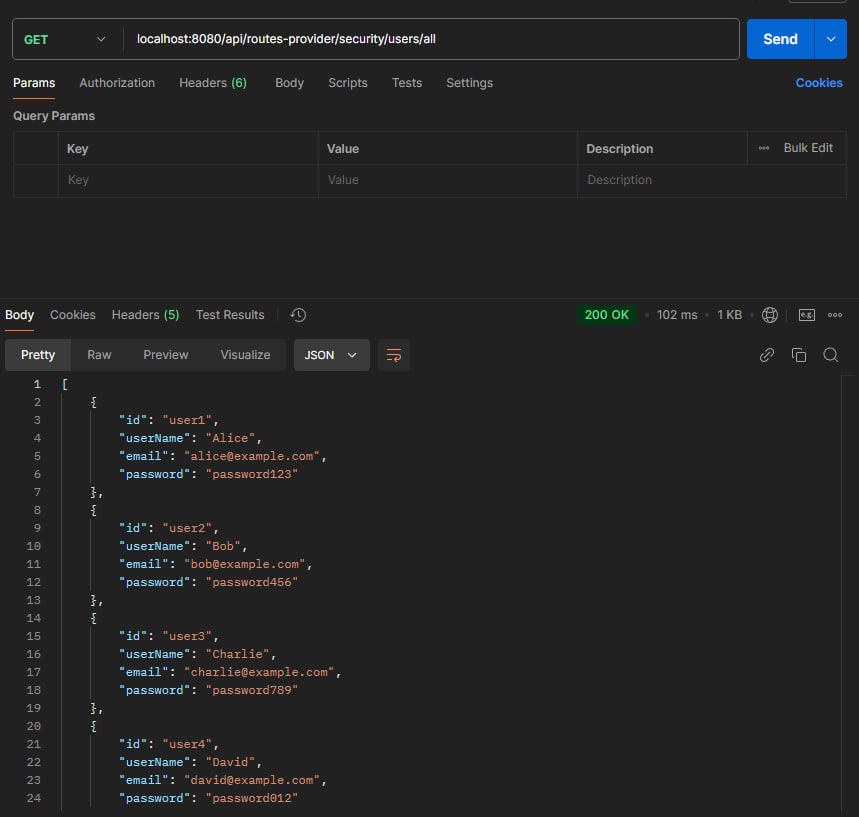 GET localhost:8080/api/routes-provider/security/users/all Send
Params Authorization Headers (6) Body Scripts Tests Settings Cookies
Query Params
Key Value Description Bulk Edit
Key Value Description
Body Cookies Headers (5) Test Results 200 OK 102 ms 1 KB e.g.
Pretty Raw Preview Visualize JSON
1 [
2 {
3 "id": "user1",
4 "userName": "Alice",
5 "email": "alice@example.com",
6 "password": "password123"
7 },
8 {
9 "id": "user2",
10 "userName": "Bob",
11 "email": "bob@example.com",
12 "password": "password456"
13 },
14 {
15 "id": "user3",
16 "userName": "Charlie",
17 "email": "charlie@example.com",
18 "password": "password789"
19 },
20 {
21 "id": "user4",
22 "userName": "David",
23 "email": "david@example.com",
24 "password": "password012"